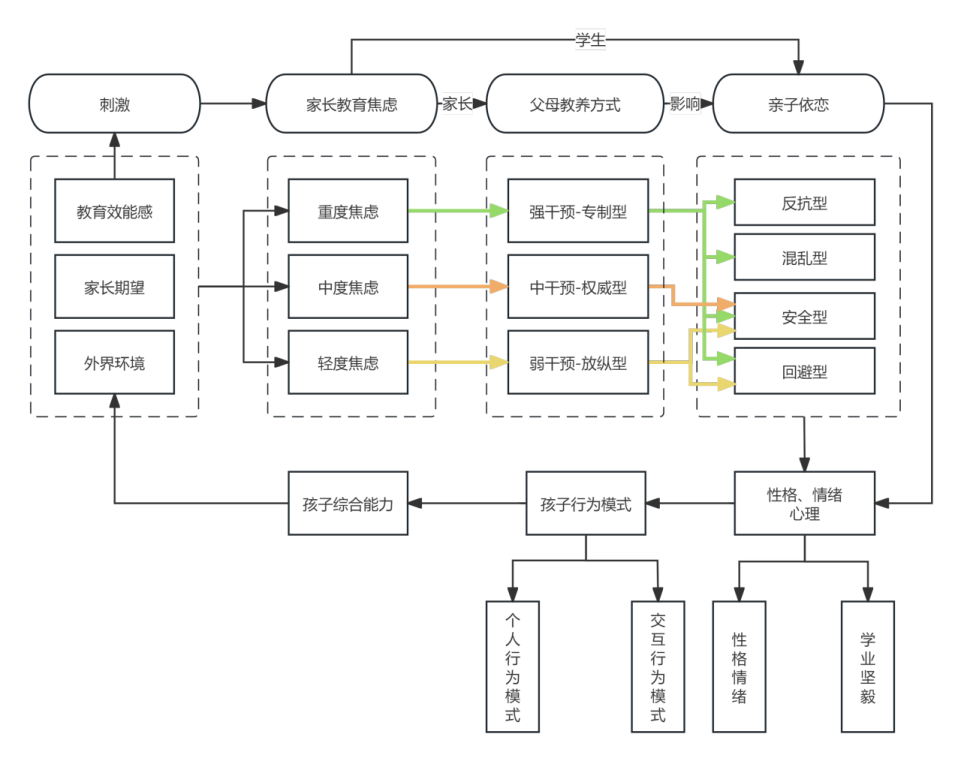 学生
刺激
家长教育焦虑
家长
父母教养方式
影响
亲子依恋
教育效能感
家长期望
外界环境
重度焦虑
中度焦虑
轻度焦虑
强干预-专制型
中干预-权威型
弱干预-放纵型
反抗型
混乱型
安全型
回避型
孩子综合能力
孩子行为模式
性格、情绪
心理
个人行为模式
交互行为模式
性格情绪
学业坚毅